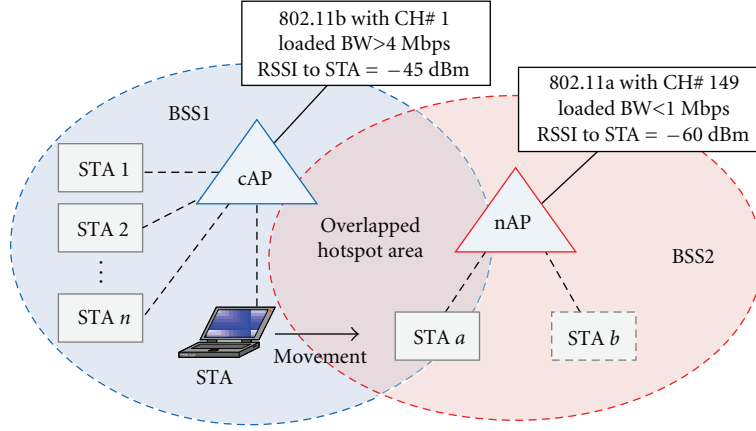 802.11b with CH# 1
loaded BW>4 Mbps
RSSI to STA = −45 dBm
802.11a with CH# 149
loaded BW<1 Mbps
RSSI to STA = −60 dBm
BSS1
STA 1
cAP
STA 2
Overlapped
hotspot area
nAP
BSS2
⋮
STA n
STA
Movement
STA a
STA b